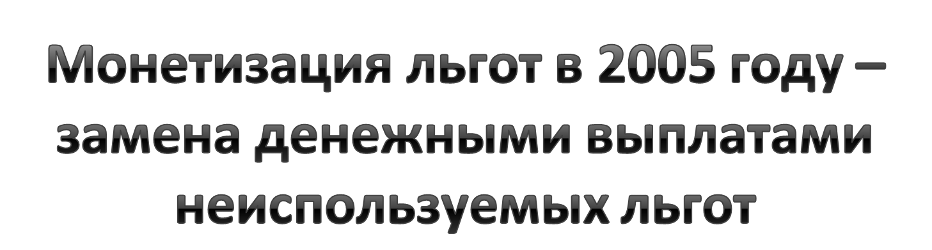 Монетизация льгот в 2005 году –
замена денежными выплатами
неиспользуемых льгот